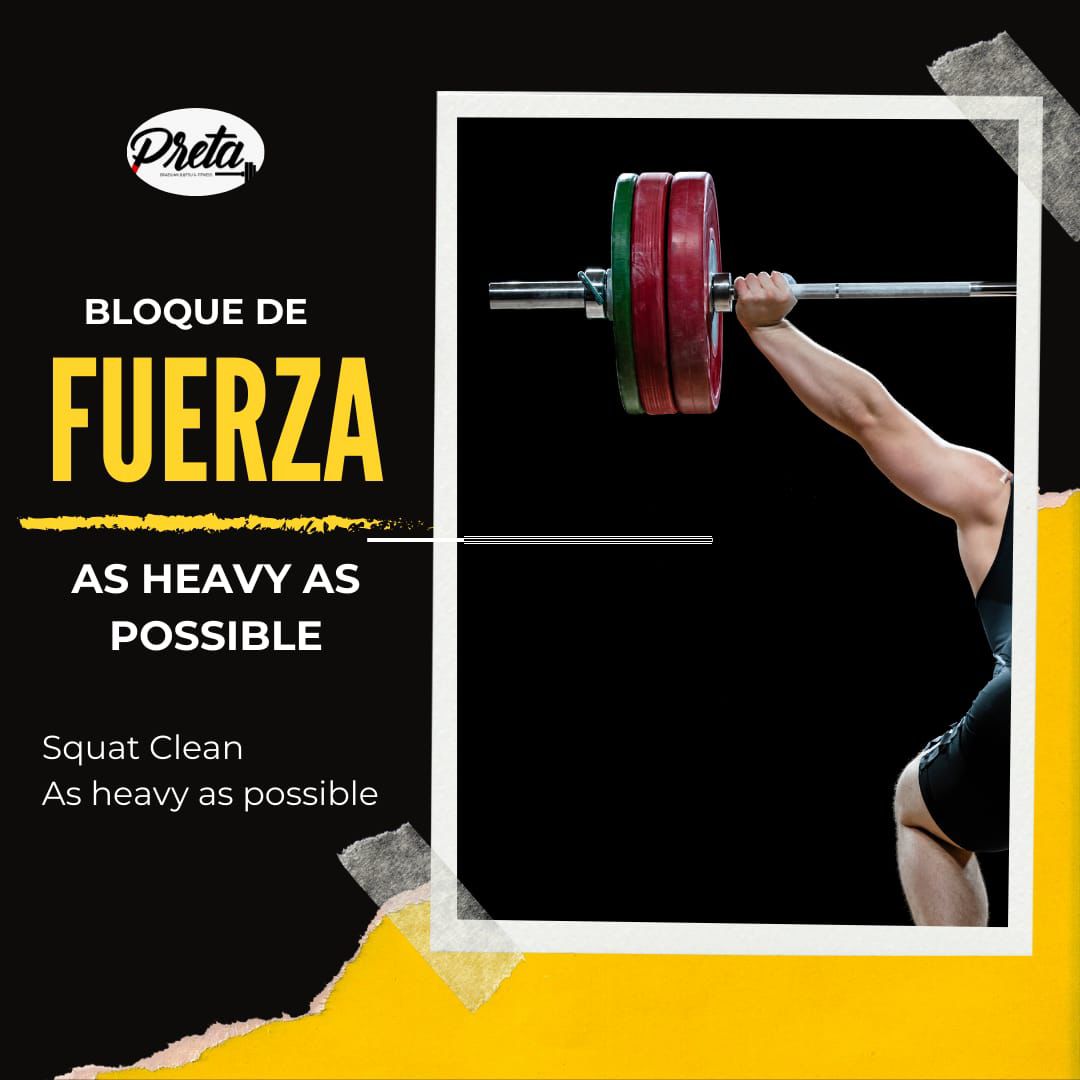 Preta
BLOQUE DE
FUERZA
AS HEAVY AS
POSSIBLE
Squat Clean
As heavy as possible